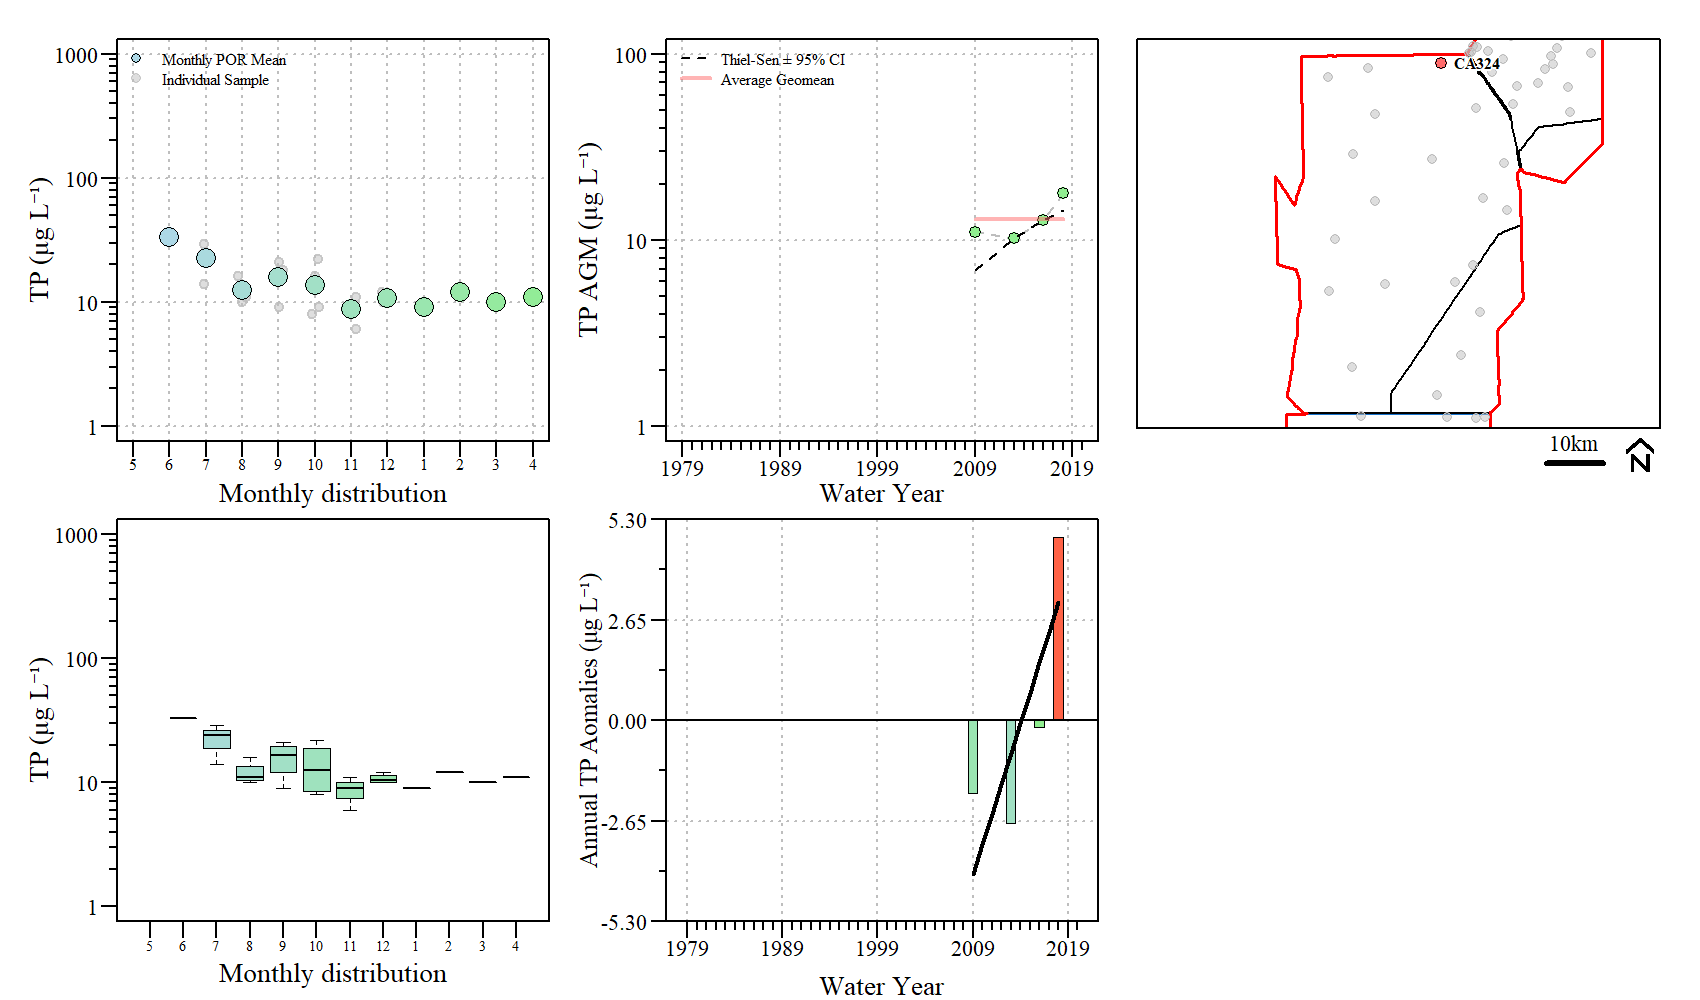 1000
100
10
1
TP (µg L⁻¹)
Monthly POR Mean
Individual Sample
5 6 7 8 9 10 11 12 1 2 3 4
Monthly distribution
100
10
1
TP AGM (µg L⁻¹)
Thiel-Sen ± 95% CI
Average Geomean
1979 1989 1999 2009 2019
Water Year
CA324
10km
N
1000
100
10
1
TP (µg L⁻¹)
5 6 7 8 9 10 11 12 1 2 3 4
Monthly distribution
5.30
2.65
0.00
-2.65
-5.30
Annual TP Aomalies (µg L⁻¹)
1979 1989 1999 2009 2019
Water Year